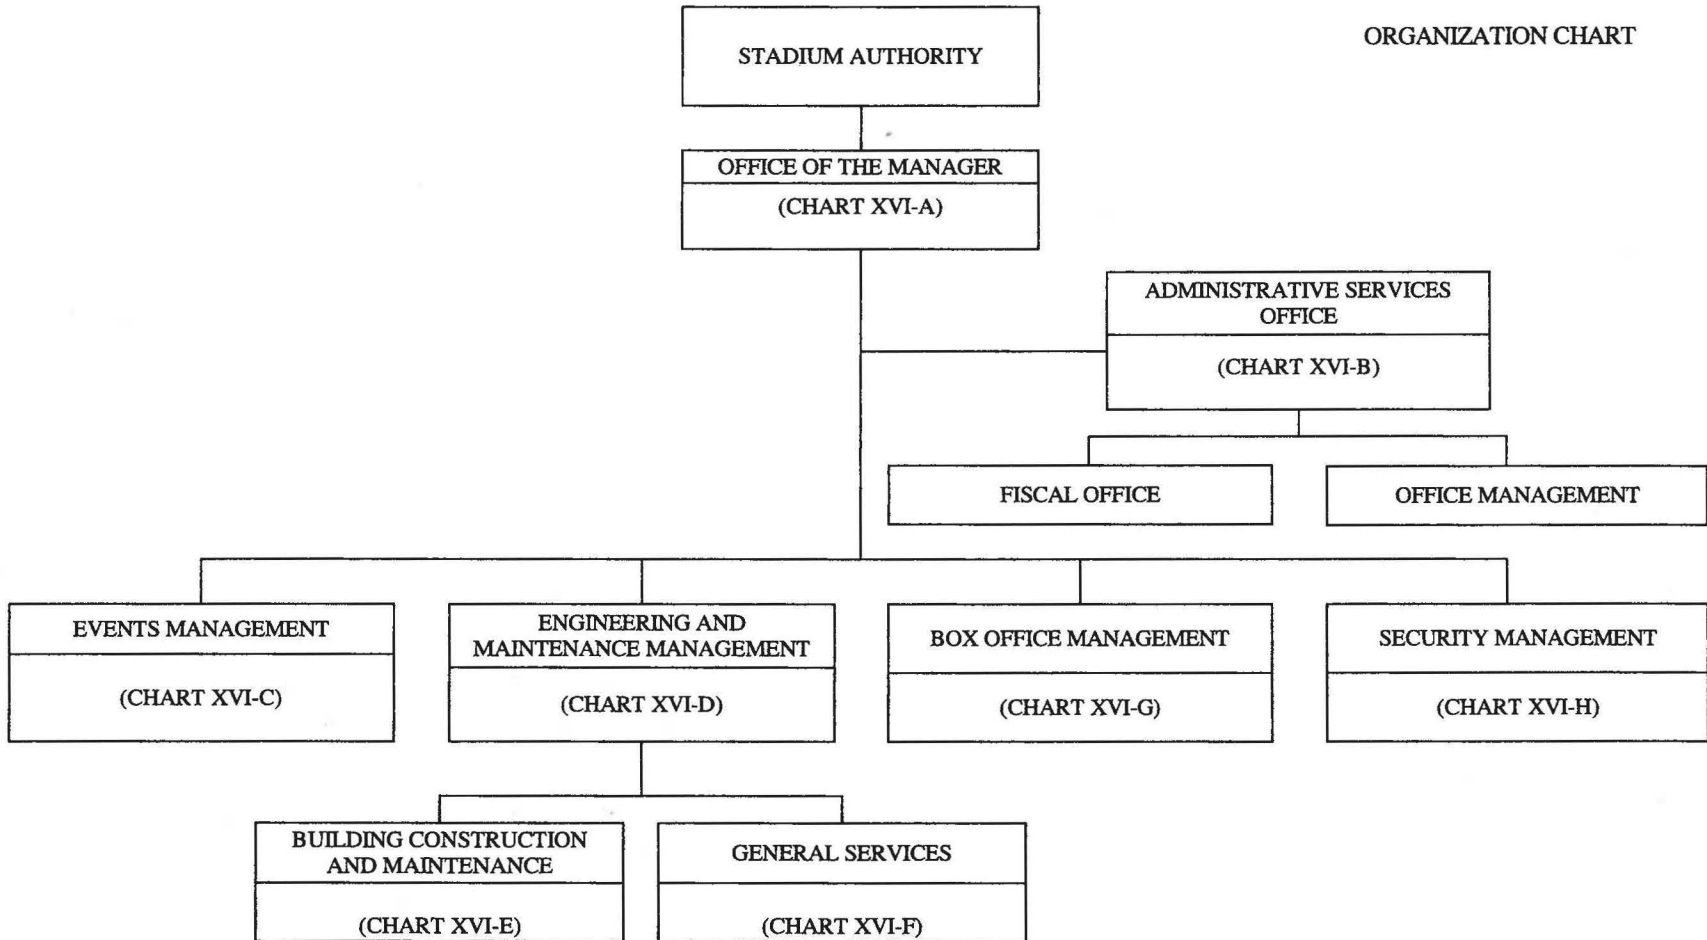 ORGANIZATION CHART
STADIUM AUTHORITY
OFFICE OF THE MANAGER
(CHART XVI-A)
ADMINISTRATIVE SERVICES
OFFICE
(CHART XVI-B)
FISCAL OFFICE
OFFICE MANAGEMENT
EVENTS MANAGEMENT
(CHART XVI-C)
ENGINEERING AND
MAINTENANCE MANAGEMENT
(CHART XVI-D)
BOX OFFICE MANAGEMENT
(CHART XVI-G)
SECURITY MANAGEMENT
(CHART XVI-H)
BUILDING CONSTRUCTION
AND MAINTENANCE
(CHART XVI-E)
GENERAL SERVICES
(CHART XVI-F)